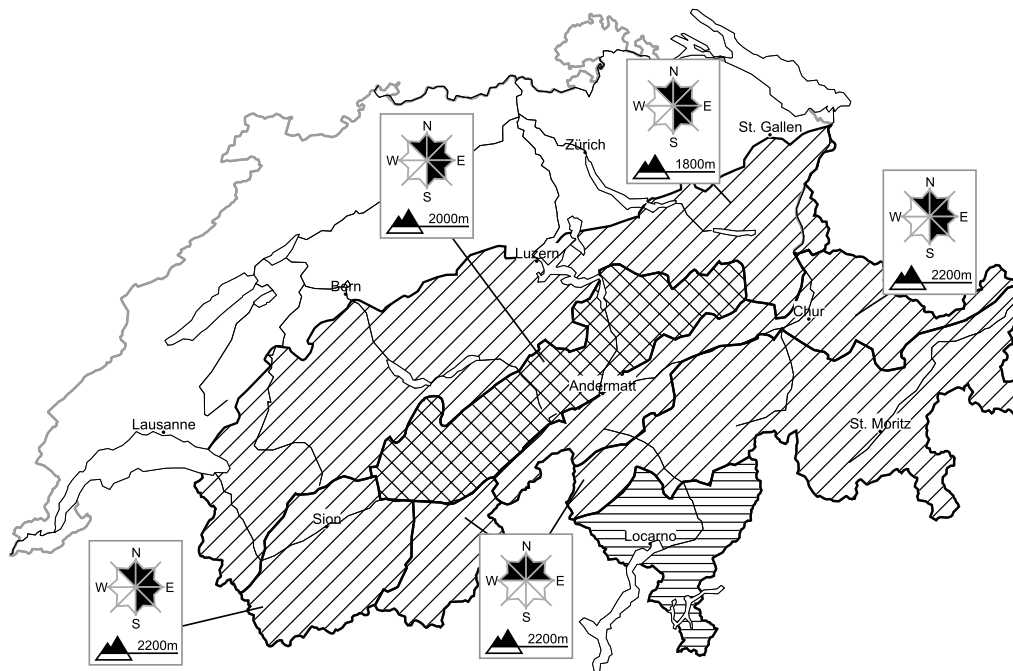 N
W E
S
1800m
St. Gallen
N
W E
S
2000m
Zürich
N
W E
S
2200m
Luzern
Bern
Chur
Andermatt
Lausanne
St. Moritz
Sion
Locarno
N
W E
S
2200m
N
W E
S
2200m